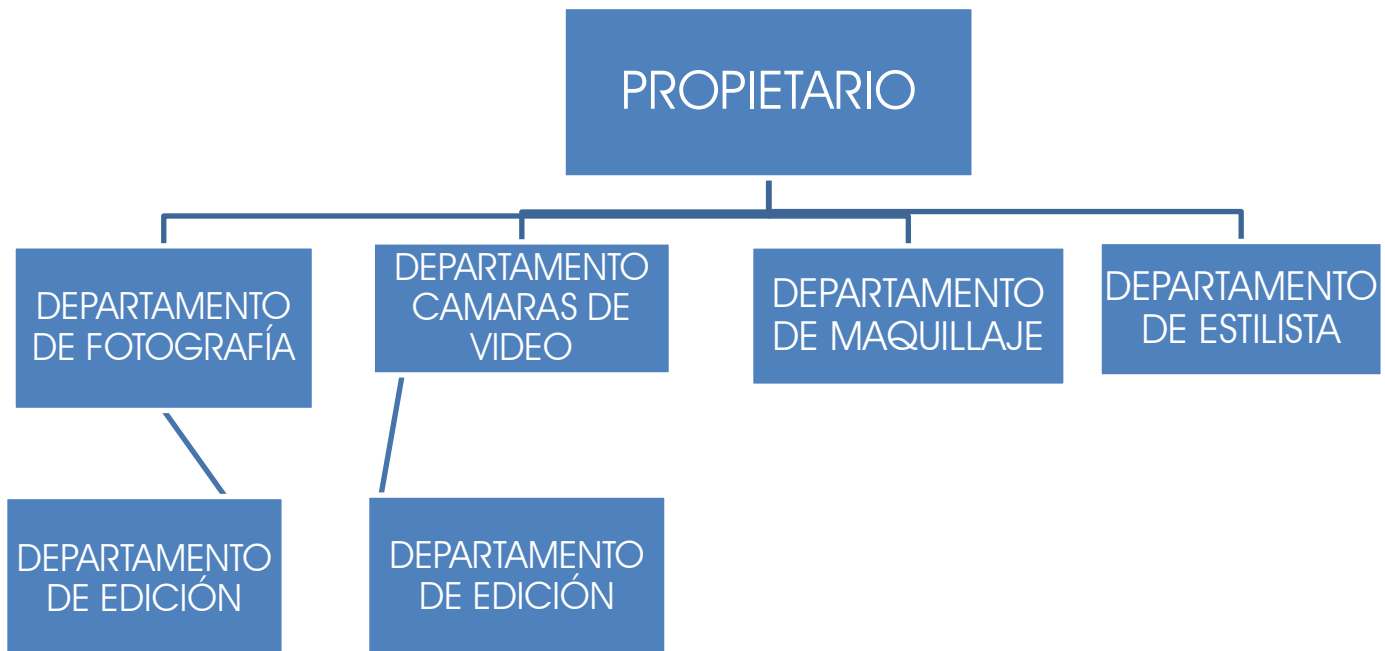 PROPIETARIO
DEPARTAMENTO
DE FOTOGRAFÍA
DEPARTAMENTO
CAMARAS DE
VIDEO
DEPARTAMENTO
DE MAQUILLAJE
DEPARTAMENTO
DE ESTILISTA
DEPARTAMENTO
DE EDICIÓN
DEPARTAMENTO
DE EDICIÓN